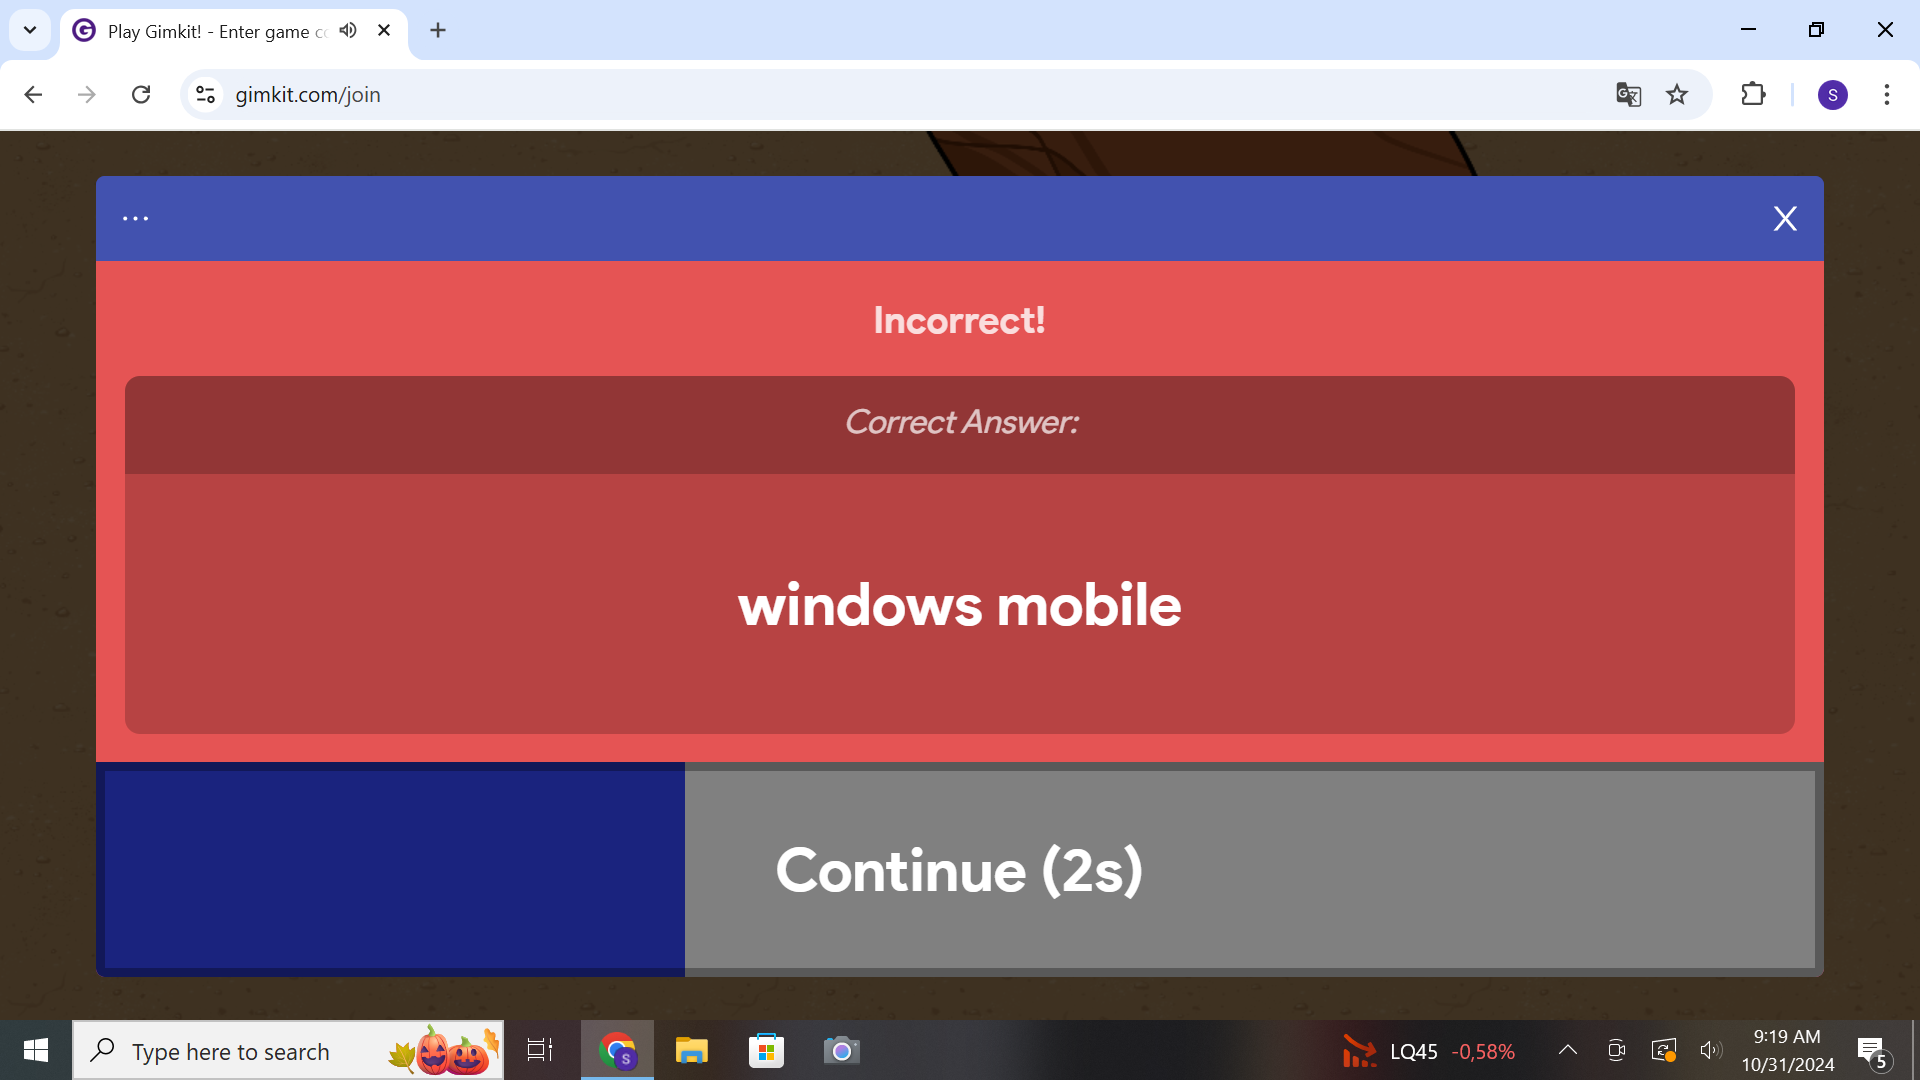 Play Gimkit! - Enter game c
gimkit.com/join
S
...
X
Incorrect!
Correct Answer:
windows mobile
Continue (2s)
Type here to search
S
LQ45 -0,58%
9:19 AM
10/31/2024
5